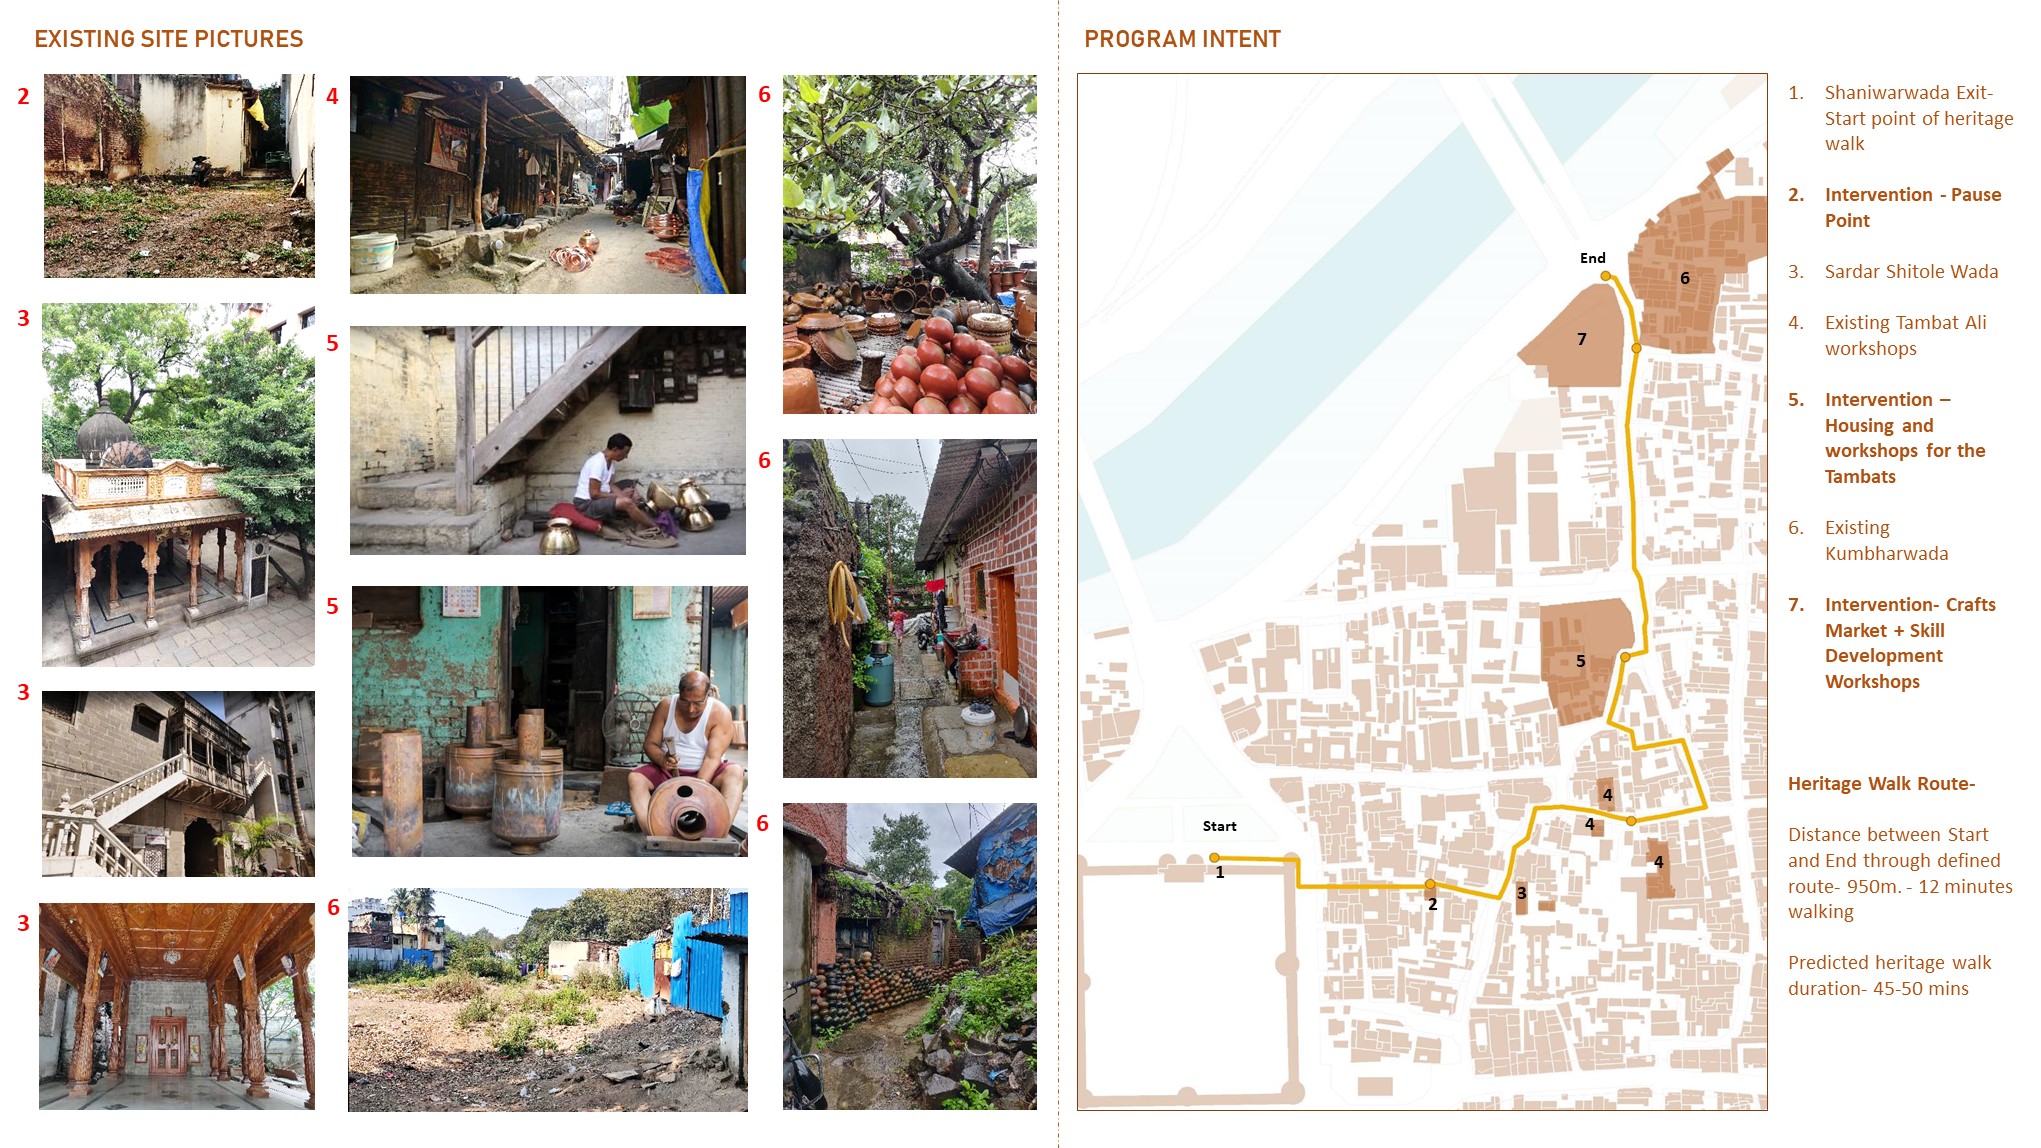 EXISTING SITE PICTURES
2
4
6
3
5
6
3
5
6
3
6
PROGRAM INTENT
End
6
7
5
4
4
4
Start
1
2
3
1. Shaniwarwada Exit-
Start point of heritage
walk
2. Intervention - Pause
Point
3. Sardar Shitole Wada
4. Existing Tambat Ali
workshops
5. Intervention –
Housing and
workshops for the
Tambats
6. Existing
Kumbharwada
7. Intervention- Crafts
Market + Skill
Development
Workshops
Heritage Walk Route-
Distance between Start
and End through defined
route- 950m. - 12 minutes
walking
Predicted heritage walk
duration- 45-50 mins